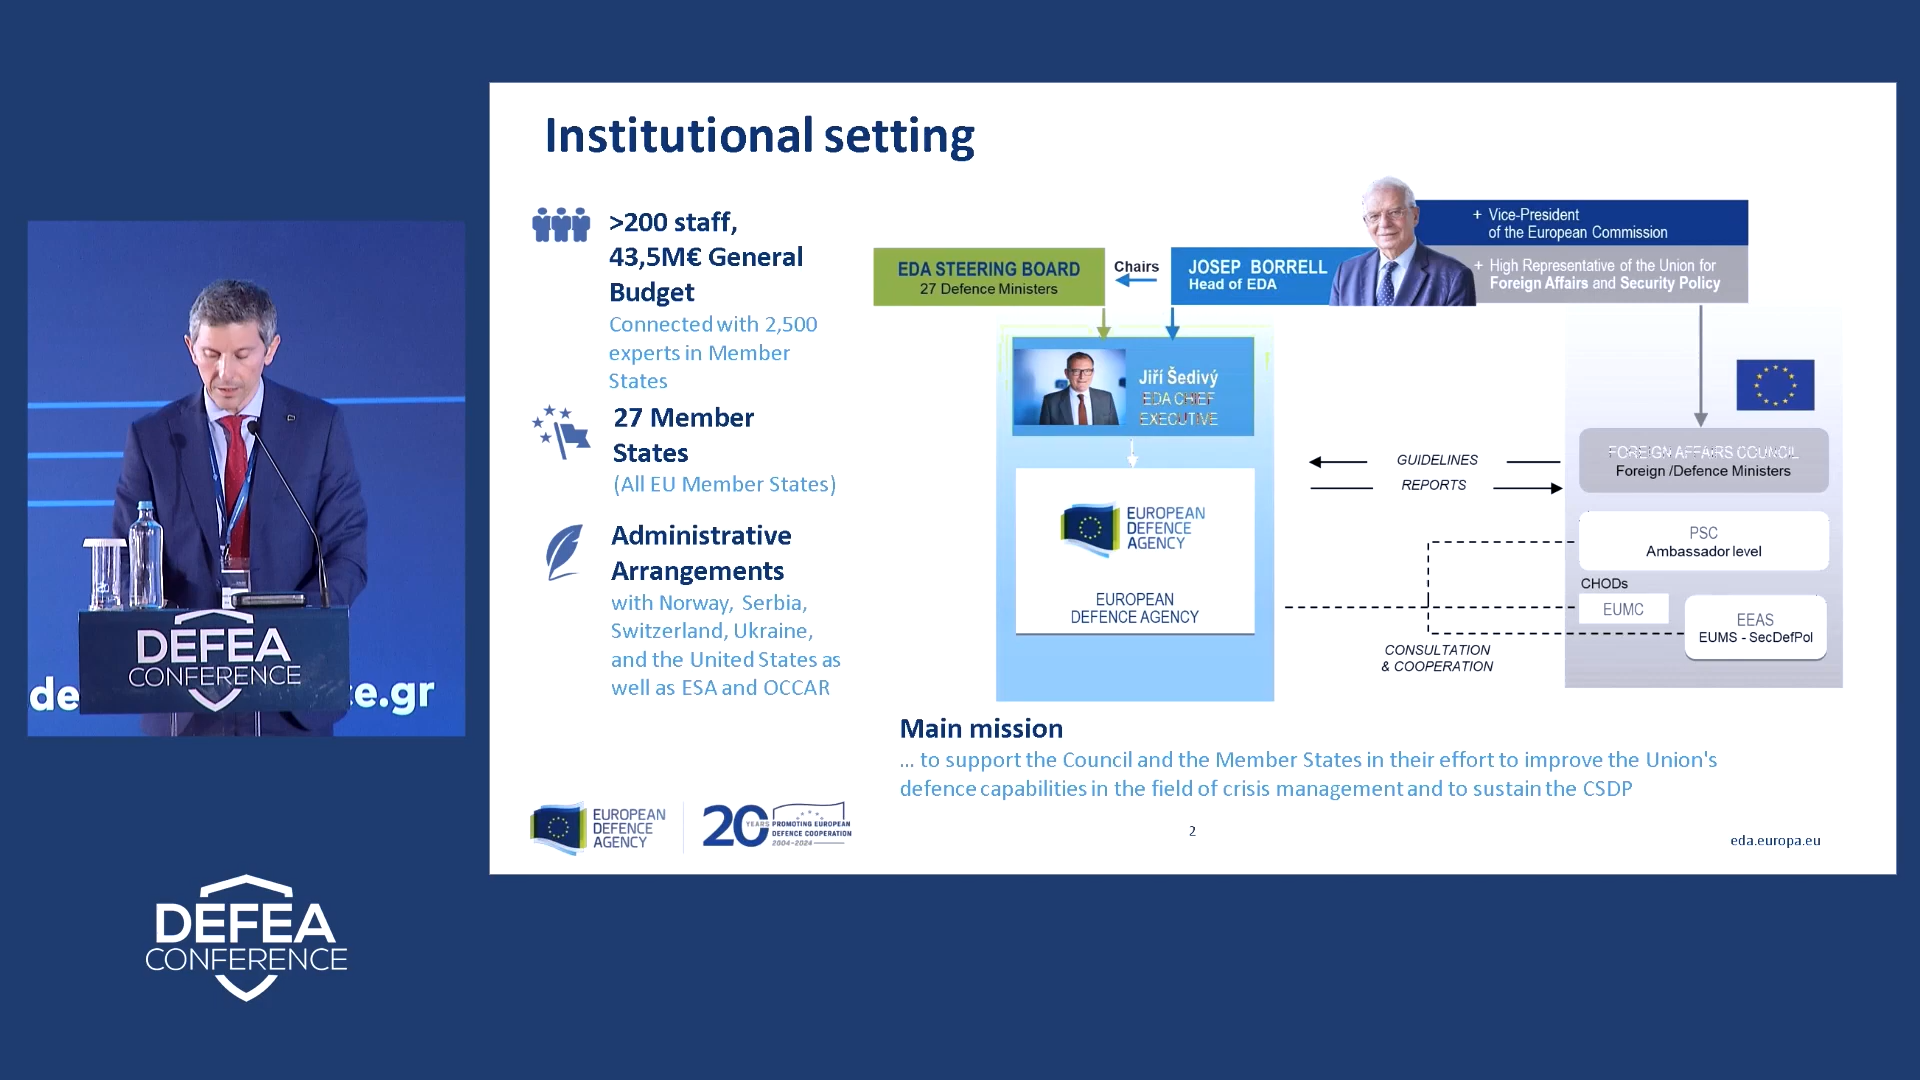 Institutional setting
>200 staff,
43,5M€ General
Budget
Connected with 2,500
experts in Member
States
27 Member
States
(All EU Member States)
Administrative
Arrangements
with Norway, Serbia,
Switzerland, Ukraine,
and the United States as
well as ESA and OCCAR
+ Vice-President
of the European Commission
+ High Representative of the Union for
Foreign Affairs and Security Policy
EDA STEERING BOARD
27 Defence Ministers
Chairs
JOSEP BORRELL
Head of EDA
Jiří Šedivý
EDA CHIEF
EXECUTIVE
EUROPEAN
DEFENCE
AGENCY
EUROPEAN
DEFENCE AGENCY
GUIDELINES
REPORTS
FOREIGN AFFAIRS COUNCIL
Foreign /Defence Ministers
PSC
Ambassador level
CHODs
EUMC
EEAS
EUMS - SecDefPol
CONSULTATION
& COOPERATION
Main mission
... to support the Council and the Member States in their effort to improve the Union's
defence capabilities in the field of crisis management and to sustain the CSDP
EUROPEAN
DEFENCE
AGENCY
20 YEARS PROMOTING EUROPEAN
DEFENCE COOPERATION
2004-2024
2
eda.europa.eu
DEFEA
CONFERENCE
de
e.gr
DEFEA
CONFERENCE